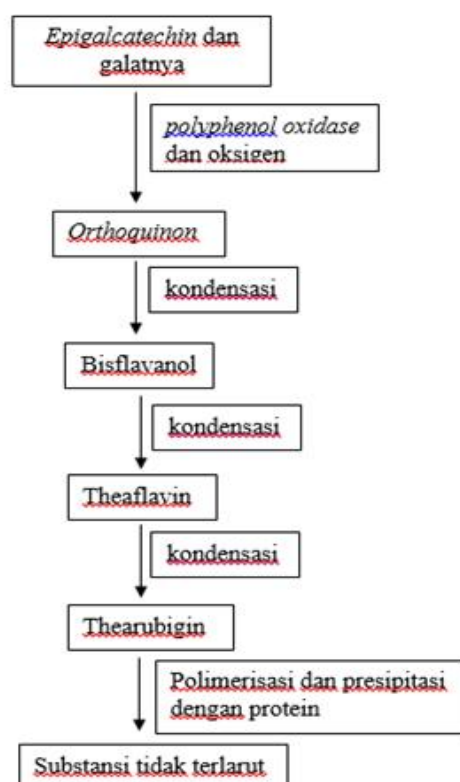 Epigalcatechin dan
galatnya
polyphenol oxidase
dan oksigen
Orthoquinon
kondensasi
Bisflavanol
kondensasi
Theaflavin
kondensasi
Thearubigin
Polimerisasi dan presipitasi
dengan protein
Substansi tidak terlarut